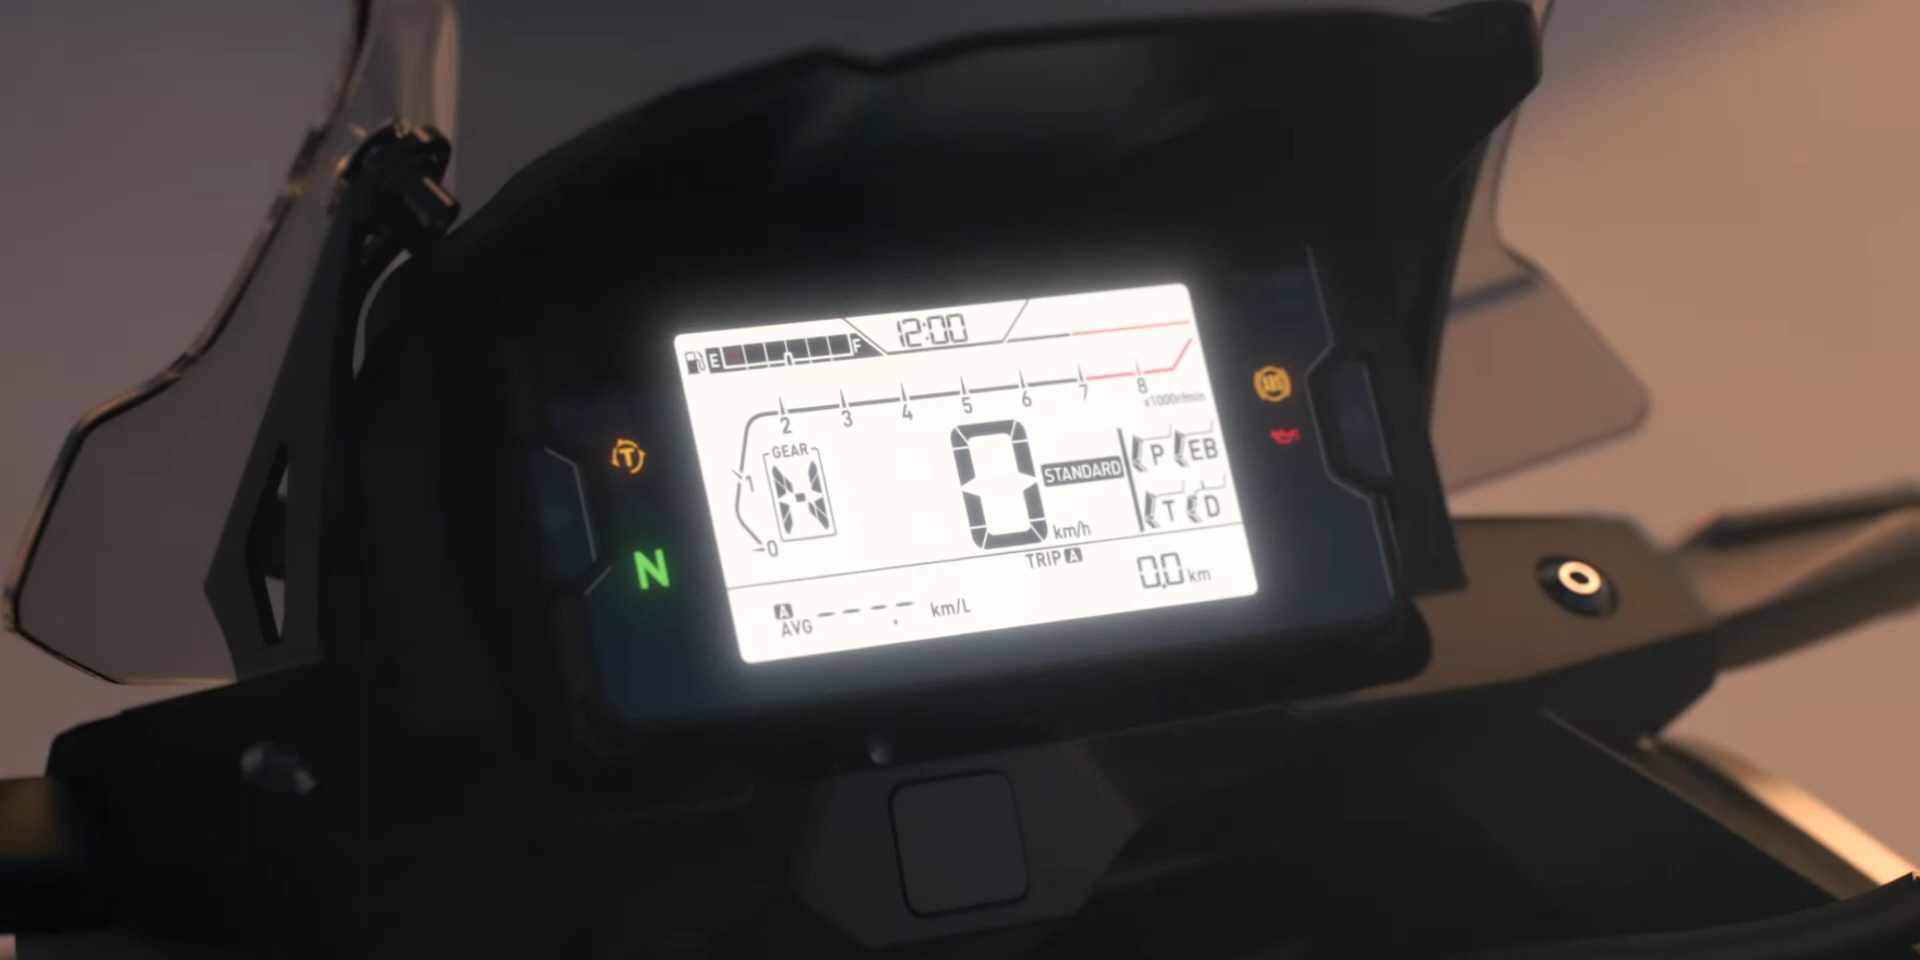 E F 12:00
2 3 4 5 6 7 8
x1000r/min
GEAR
1
0
T
N
0 km/h
STANDARD
P EB
T D
ABS
TRIP A
0.0 km
A
AVG ---.- km/L